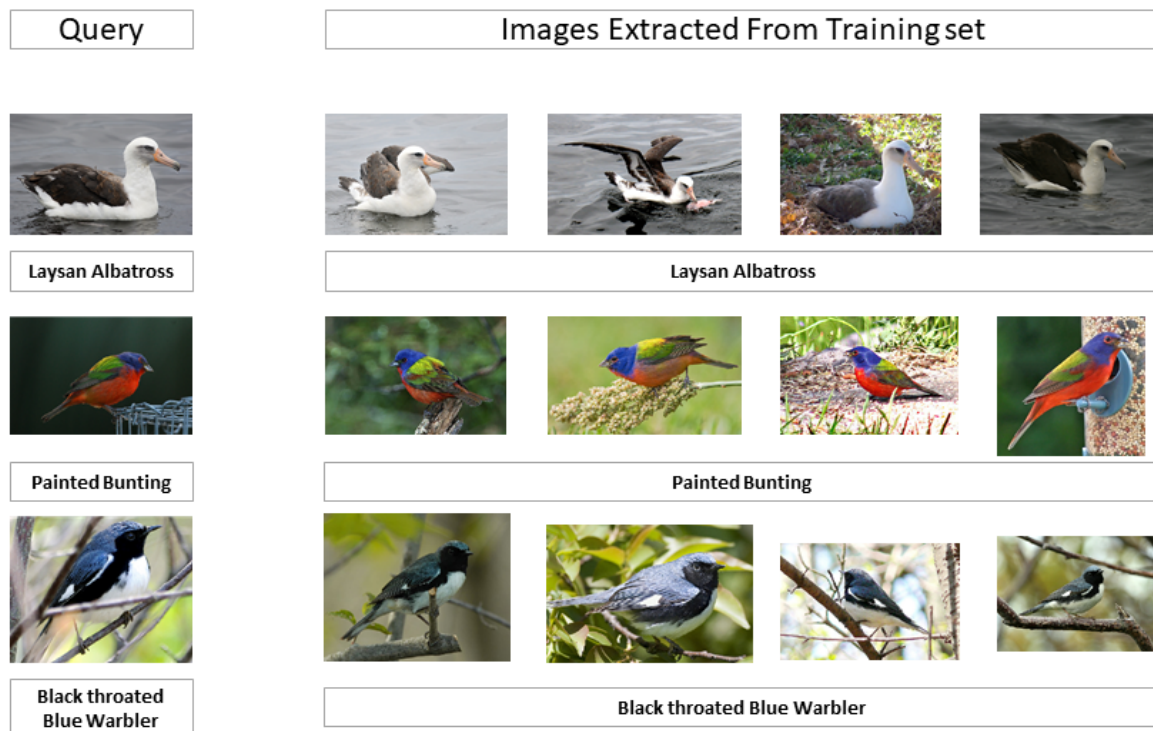 Query
Images Extracted From Training set
Laysan Albatross
Laysan Albatross
Painted Bunting
Painted Bunting
Black throated
Blue Warbler
Black throated Blue Warbler